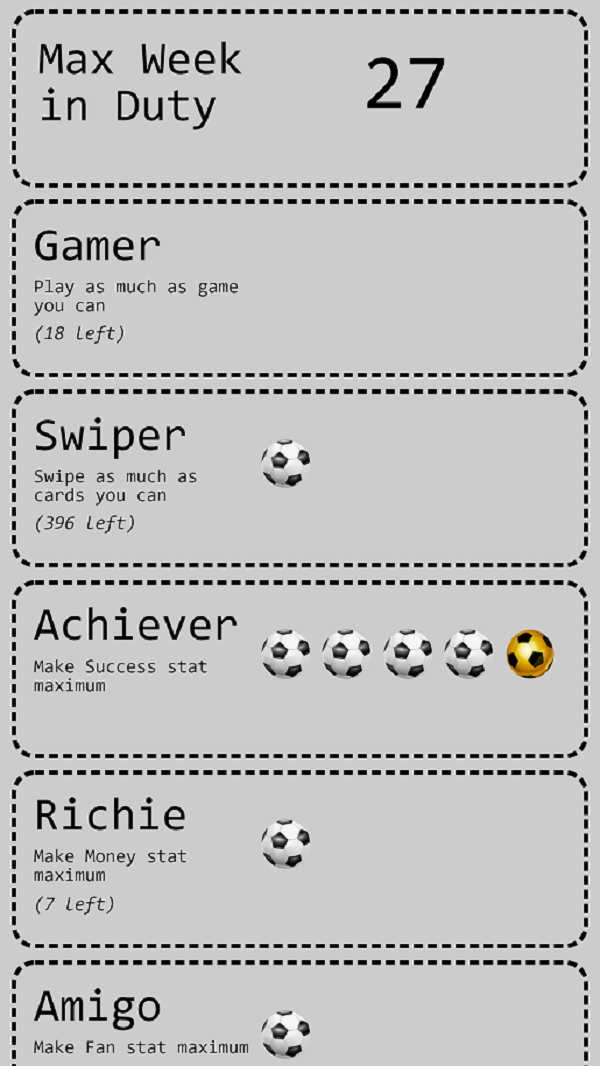 Max Week
in Duty
27
Gamer
Play as much as game
you can
(18 left)
Swiper
Swipe as much as
cards you can
(396 left)
Achiever
Make Success stat
maximum
Richie
Make Money stat
maximum
(7 left)
Amigo
Make Fan stat maximum